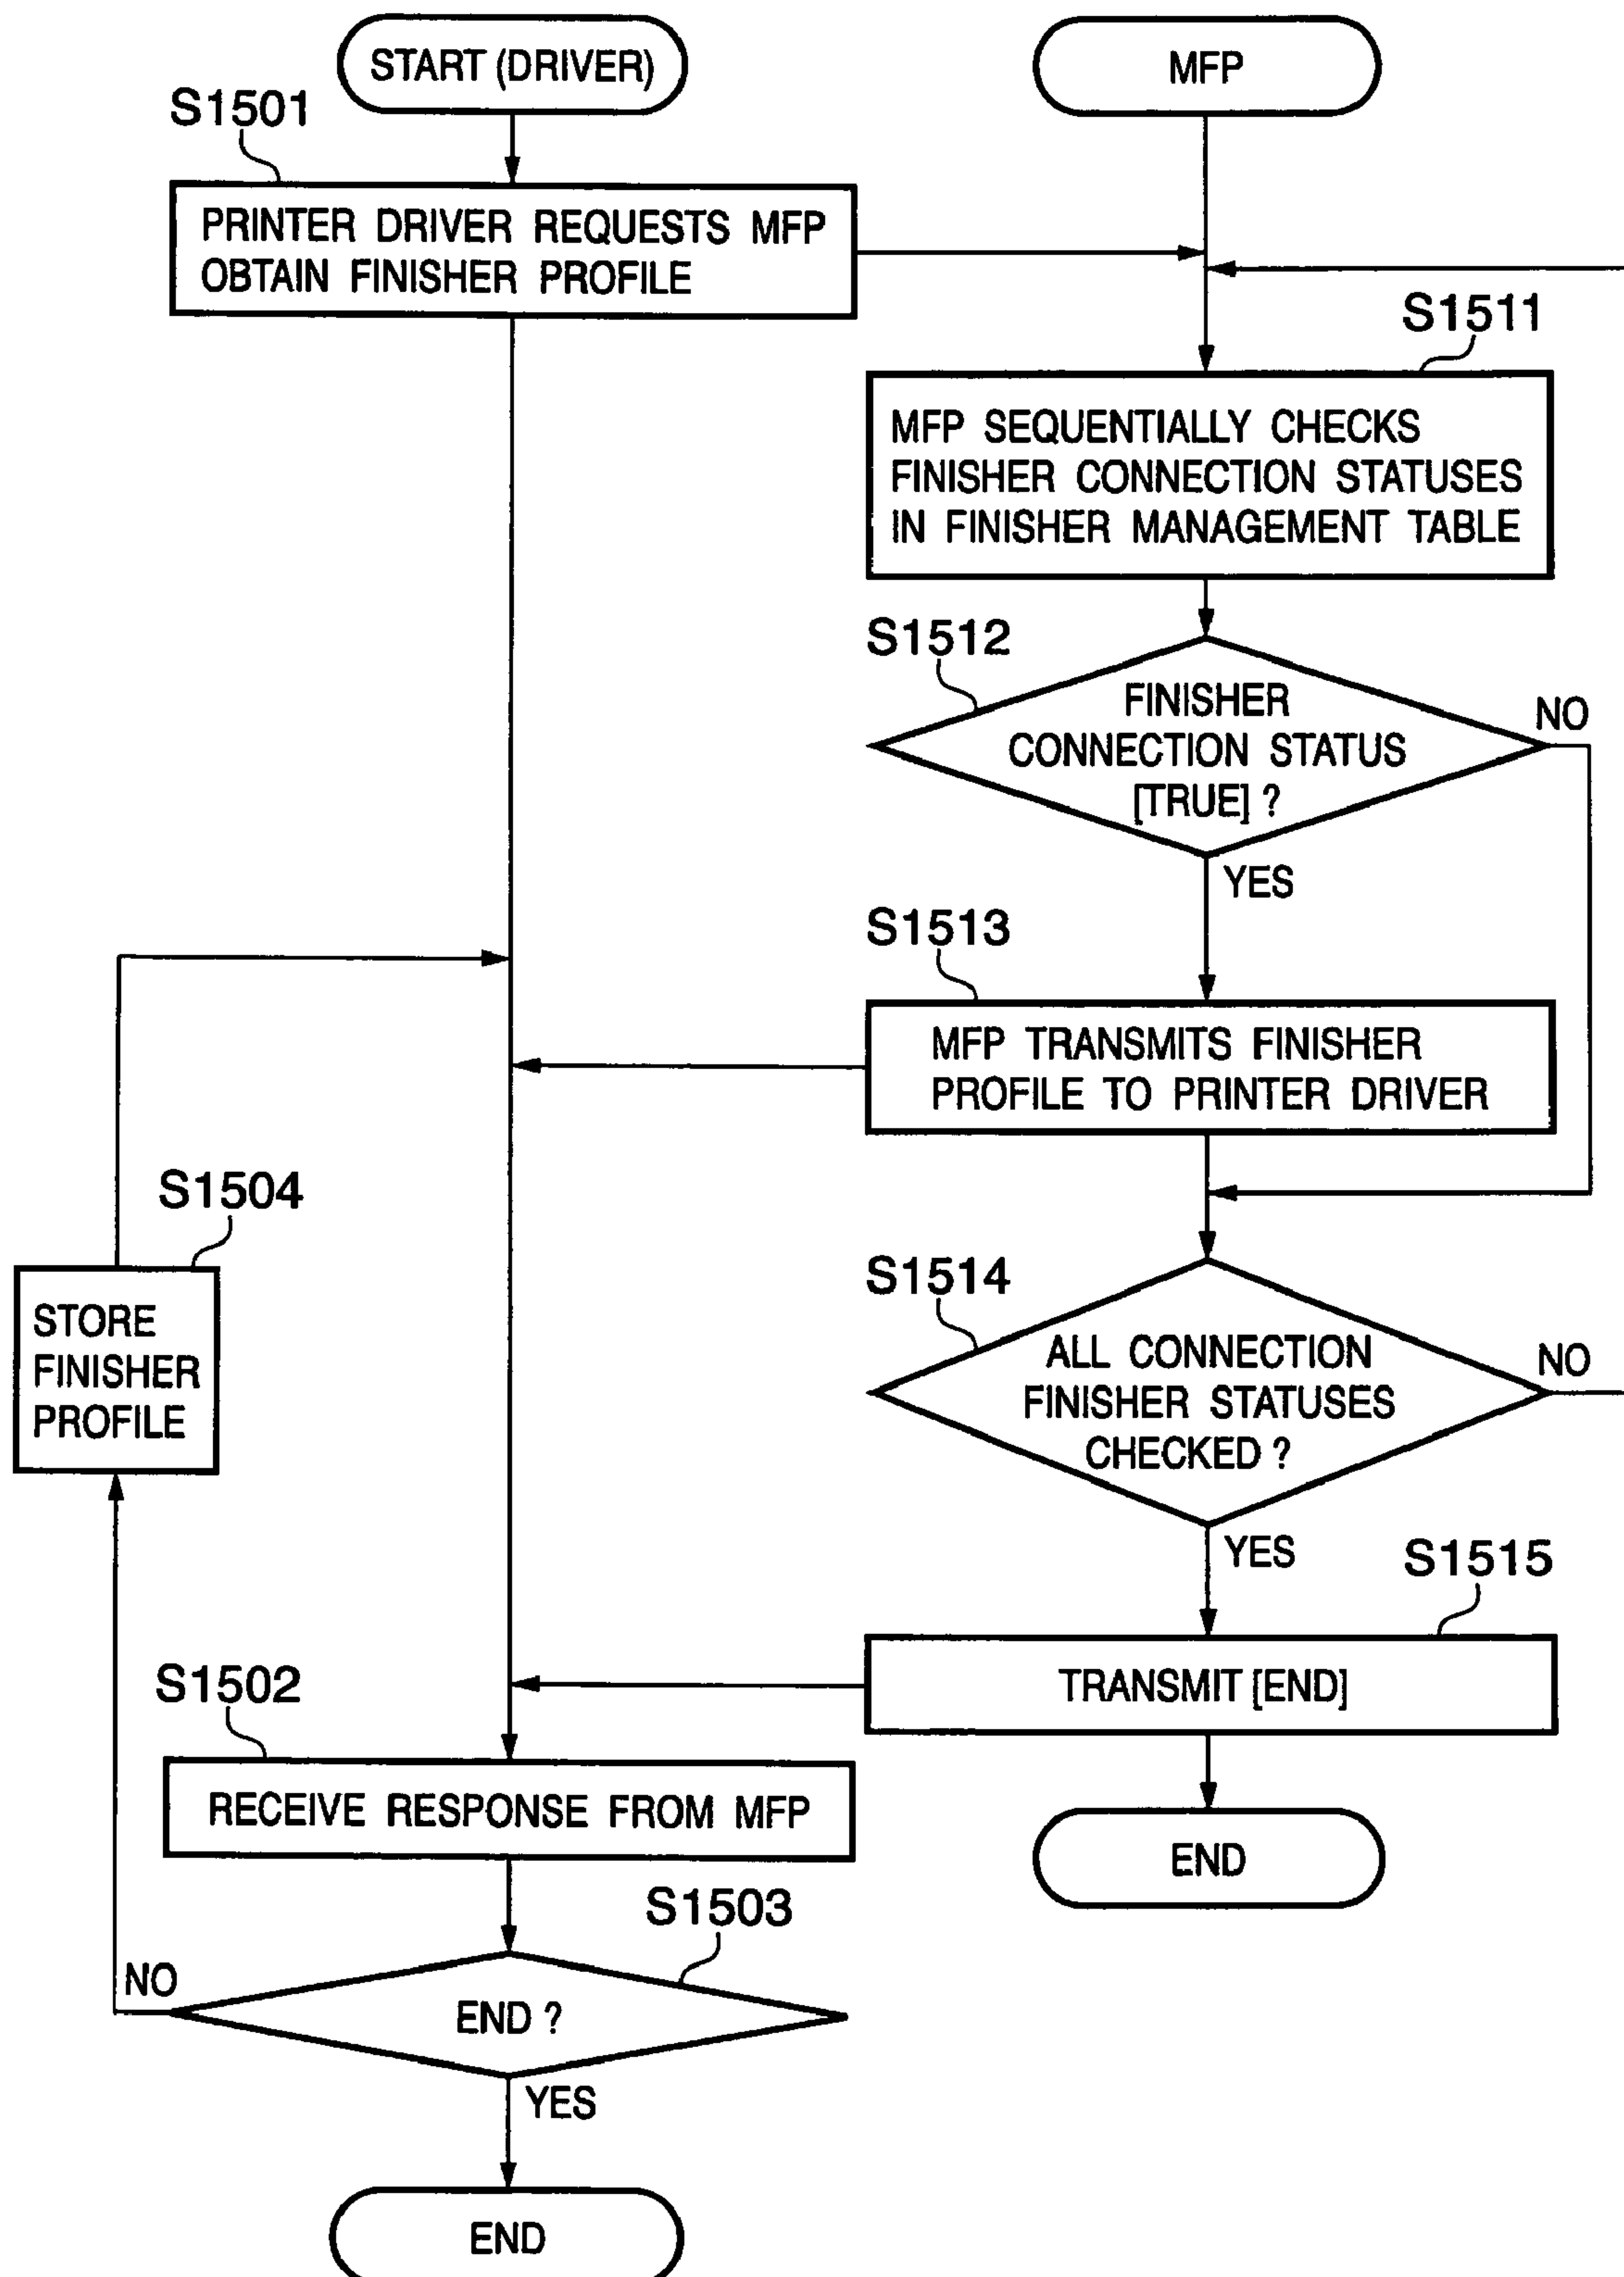 START (DRIVER)
MFP
S1501
PRINTER DRIVER REQUESTS MFP
OBTAIN FINISHER PROFILE
S1511
MFP SEQUENTIALLY CHECKS
FINISHER CONNECTION STATUSES
IN FINISHER MANAGEMENT TABLE
S1512
FINISHER
CONNECTION STATUS
[TRUE] ?
NO
YES
S1513
MFP TRANSMITS FINISHER
PROFILE TO PRINTER DRIVER
S1504
STORE
FINISHER
PROFILE
S1514
ALL CONNECTION
FINISHER STATUSES
CHECKED ?
NO
YES
S1515
TRANSMIT [END]
S1502
RECEIVE RESPONSE FROM MFP
END
S1503
NO
END ?
YES
END